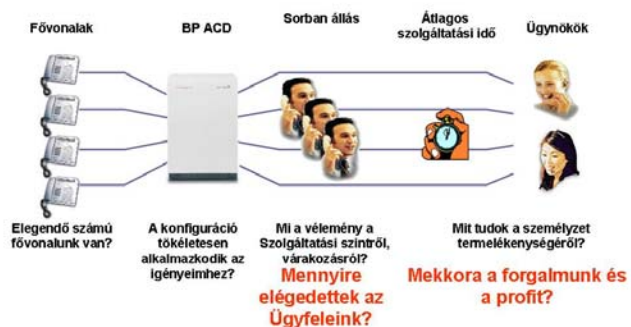 Fővonalak
BP ACD
Sorban állás
Átlagos
szolgáltatási idő
Ügynökök
Elegendő számú
fővonalunk van?
A konfiguráció
tökéletesen
alkalmazkodik az
igényeimhez?
Mi a vélemény a
Szolgáltatási szintről,
várakozásról?
Mennyire
elégedettek az
Ügyfeleink?
Mit tudok a személyzet
termelékenységéről?
Mekkora a forgalmunk és
a profit?